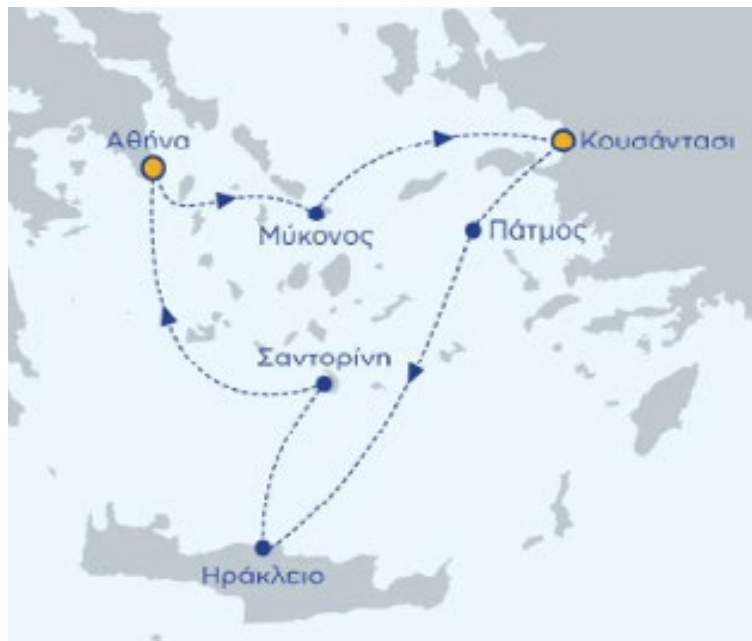 Αθήνα
Κουσάντασι
Μύκονος
Πάτμος
Σαντορίνη
Ηράκλειο